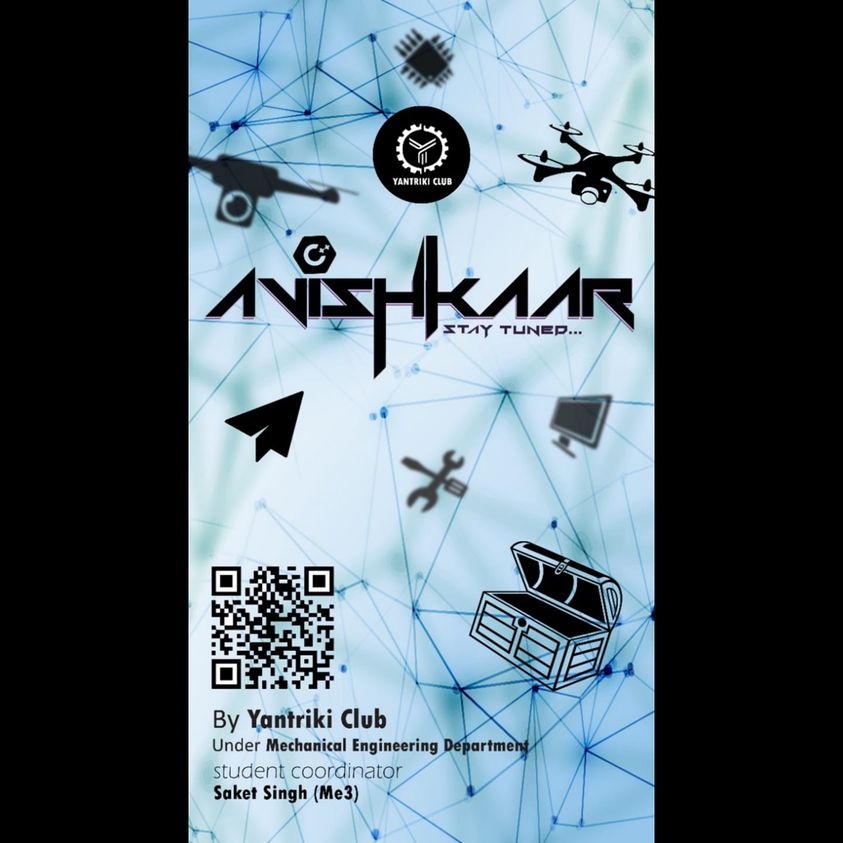 YANTRIKI CLUB
C++
AVISHKAAR
STAY TUNED...
By Yantriki Club
Under Mechanical Engineering Department
student coordinator
Saket Singh (Me3)